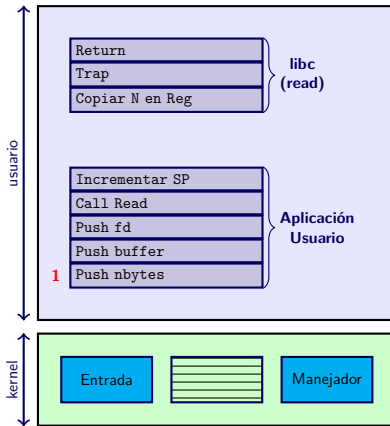 usuario
Return
Trap
Copiar N en Reg
libc
(read)
Incrementar SP
Call Read
Push fd
Push buffer
1 Push nbytes
Aplicación
Usuario
kernel
Entrada
Manejador